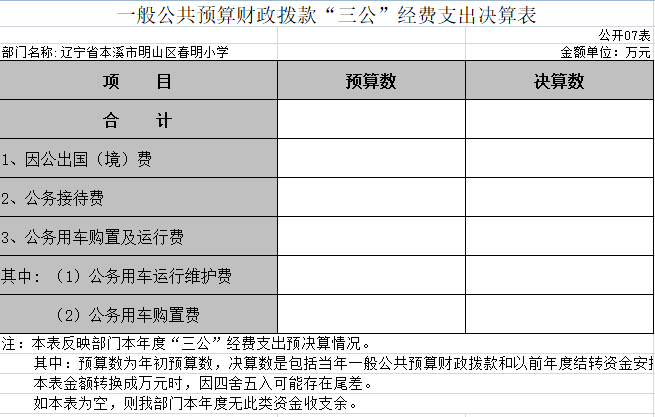 一般公共预算财政拨款“三公”经费支出决算表
公开07表
部门名称: 辽宁省本溪市明山区春明小学 金额单位：万元
项 目 预算数 决算数
合 计
1、因公出国（境）费
2、公务接待费
3、公务用车购置及运行费
其中: （1）公务用车运行维护费
（2）公务用车购置费
注：本表反映部门本年度“三公”经费支出预决算情况。
其中：预算数为年初预算数，决算数是包括当年一般公共预算财政拨款和以前年度结转资金安
本表金额转换成万元时，因四舍五入可能存在尾差。
如本表为空，则我部门本年度无此类资金收支余。